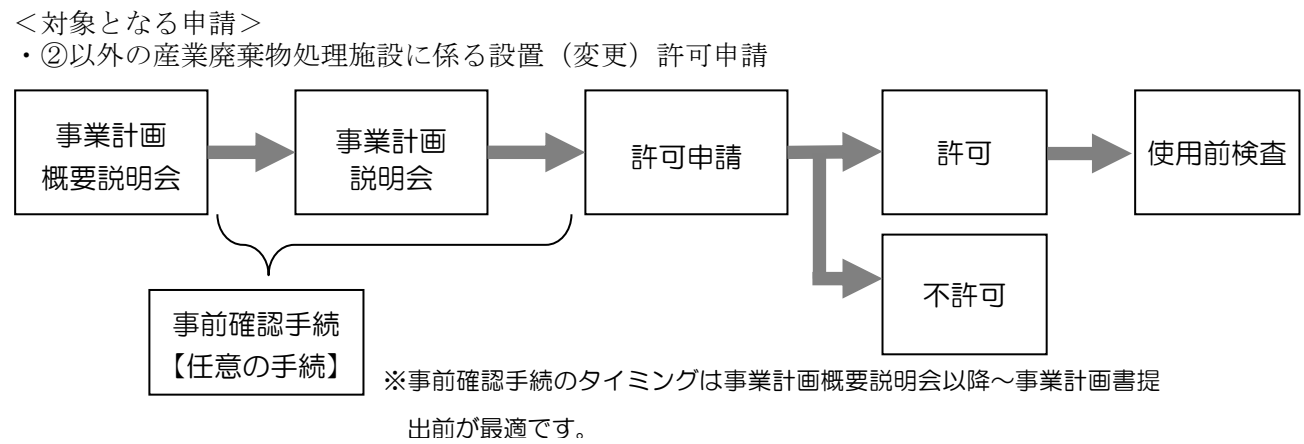 ＜対象となる申請＞
・②以外の産業廃棄物処理施設に係る設置（変更）許可申請
事業計画
概要説明会
事業計画
説明会
許可申請
許可
使用前検査
不許可
事前確認手続
【任意の手続】
※事前確認手続のタイミングは事業計画概要説明会以降～事業計画書提
出前が最適です。